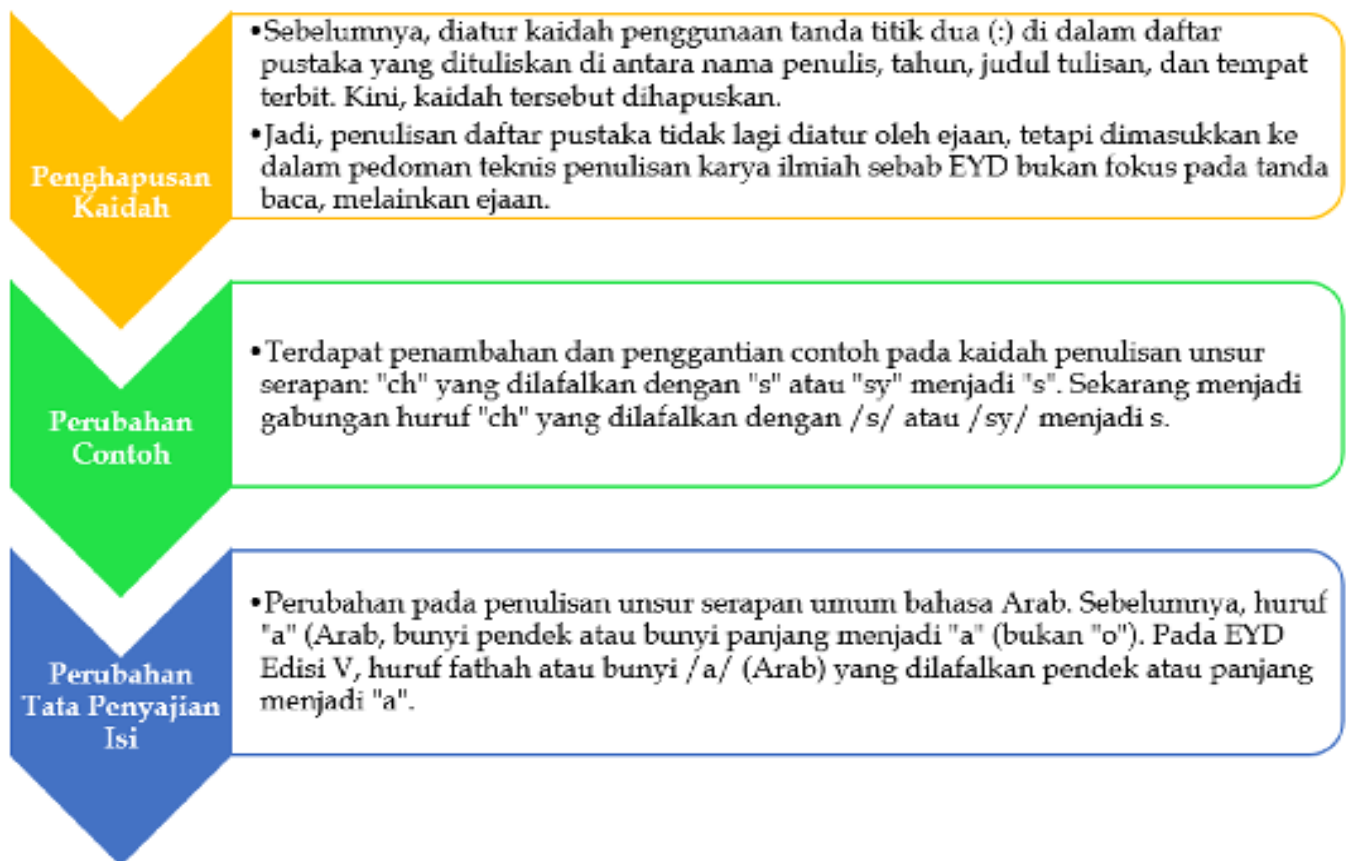 Penghapusan
Kaidah
•Sebelumnya, diatur kaidah penggunaan tanda titik dua (:) di dalam daftar
pustaka yang dituliskan di antara nama penulis, tahun, judul tulisan, dan tempat
terbit. Kini, kaidah tersebut dihapuskan.
•Jadi, penulisan daftar pustaka tidak lagi diatur oleh ejaan, tetapi dimasukkan ke
dalam pedoman teknis penulisan karya ilmiah sebab EYD bukan fokus pada tanda
baca, melainkan ejaan.
Perubahan
Contoh
•Terdapat penambahan dan penggantian contoh pada kaidah penulisan unsur
serapan: "ch" yang dilafalkan dengan "s" atau "sy" menjadi "s". Sekarang menjadi
gabungan huruf "ch" yang dilafalkan dengan /s/ atau /sy/ menjadi s.
Perubahan
Tata Penyajian
Isi
•Perubahan pada penulisan unsur serapan umum bahasa Arab. Sebelumnya, huruf
"a" (Arab, bunyi pendek atau bunyi panjang menjadi "a" (bukan "o"). Pada EYD
Edisi V, huruf fathah atau bunyi /a/ (Arab) yang dilafalkan pendek atau panjang
menjadi "a".